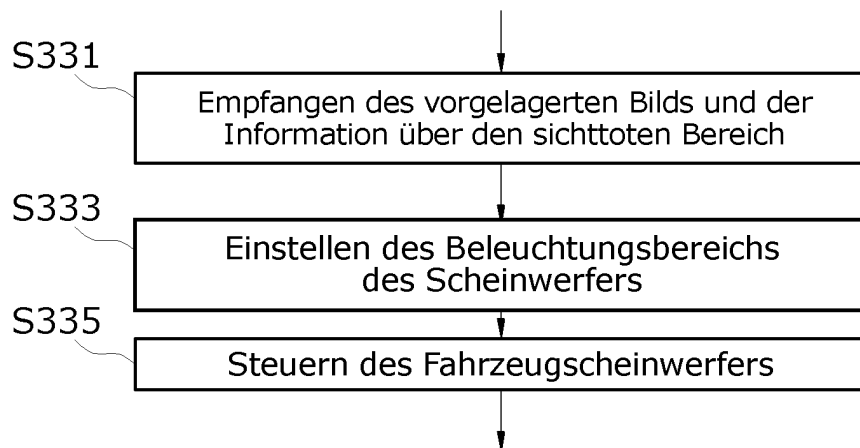 S331
Empfangen des vorgelagerten Bilds und der
Information über den sichttoten Bereich
S333
Einstellen des Beleuchtungsbereichs
des Scheinwerfers
S335
Steuern des Fahrzeugscheinwerfers